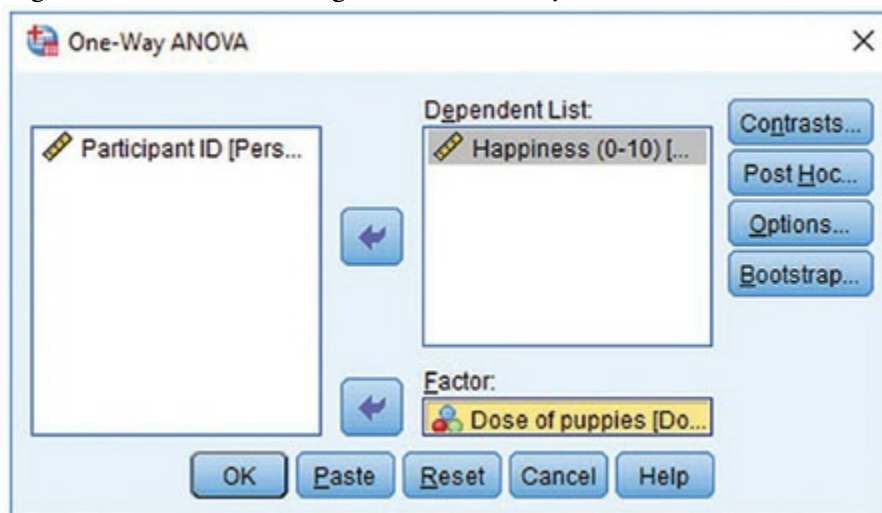 One-Way ANOVA
Participant ID [Pers...
Dependent List:
Happiness (0-10) [...
Factor:
Dose of puppies [Do...
Contrasts...
Post Hoc...
Options...
Bootstrap...
OK
Paste
Reset
Cancel
Help